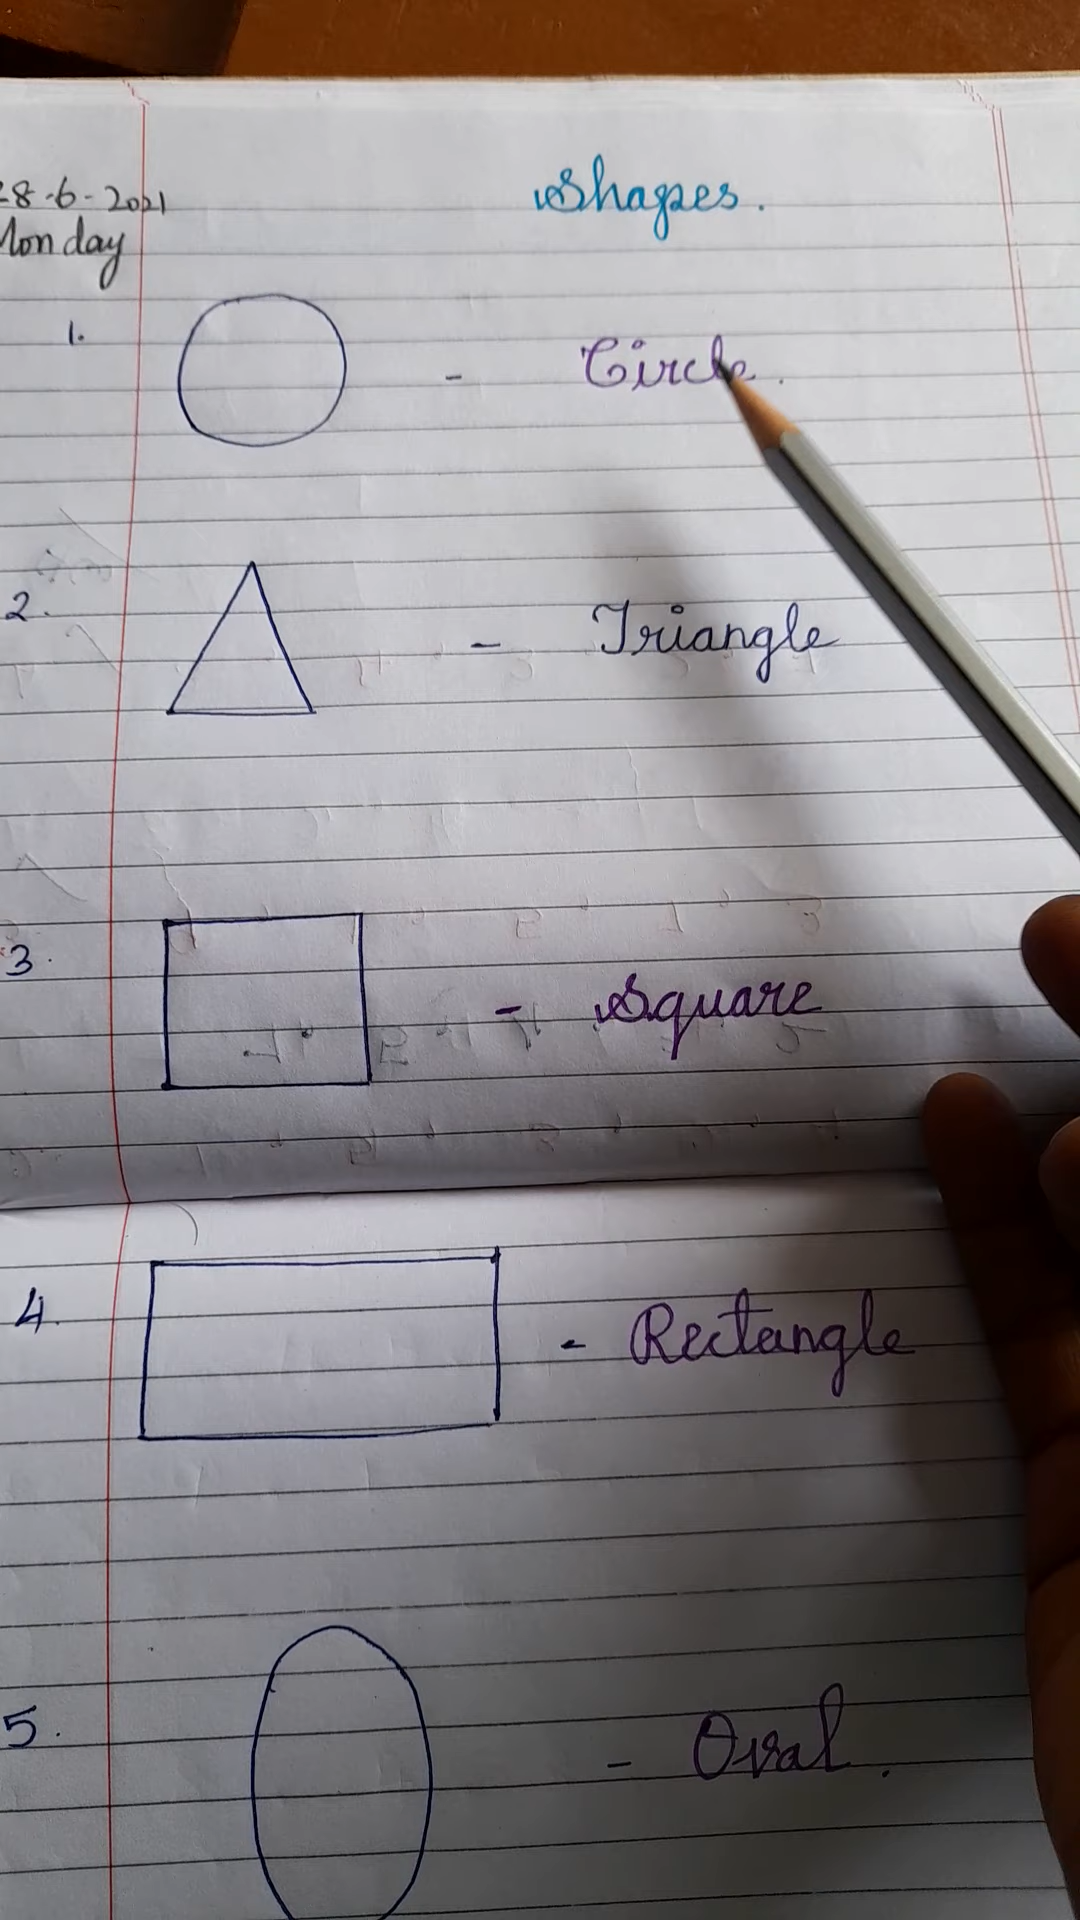 28-6-2021
Monday
Shapes.
1.
- Circle.
2.
- Triangle
3.
- Square
4.
- Rectangle
5.
- Oval.